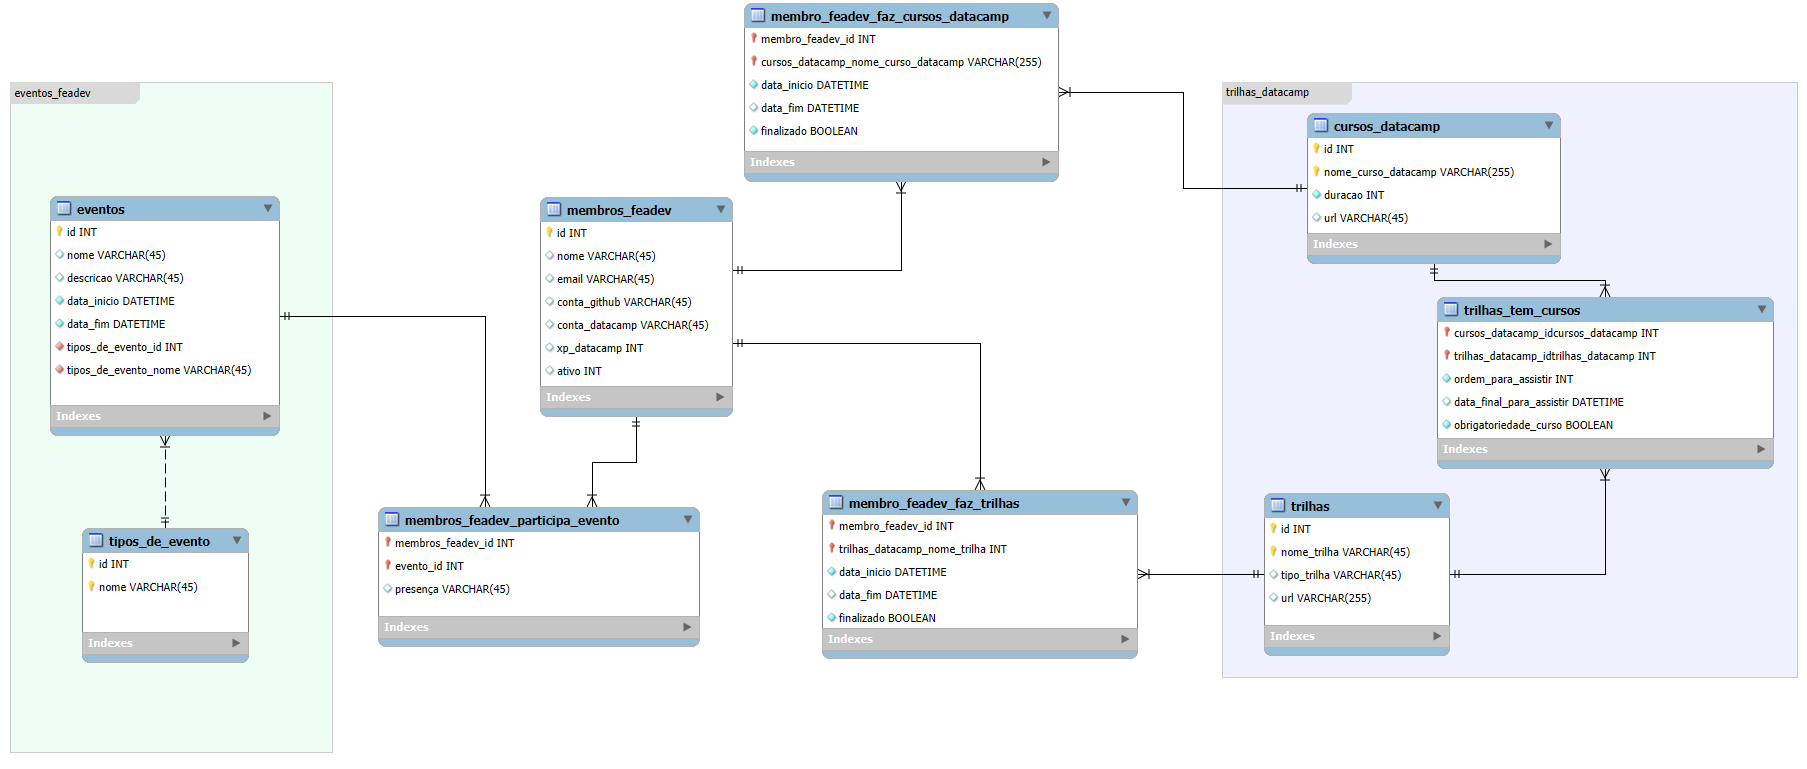 membro_feadev_faz_cursos_datacamp
membro_feadev_id INT
cursos_datacamp_nome_curso_datacamp VARCHAR(255)
data_inicio DATETIME
data_fim DATETIME
finalizado BOOLEAN
Indexes
eventos_feadev
eventos
id INT
nome VARCHAR(45)
descricao VARCHAR(45)
data_inicio DATETIME
data_fim DATETIME
tipos_de_evento_id INT
tipos_de_evento_nome VARCHAR(45)
Indexes
tipos_de_evento
id INT
nome VARCHAR(45)
Indexes
membros_feadev
id INT
nome VARCHAR(45)
email VARCHAR(45)
conta_github VARCHAR(45)
conta_datacamp VARCHAR(45)
xp_datacamp INT
ativo INT
Indexes
membros_feadev_participa_evento
membros_feadev_id INT
evento_id INT
presença VARCHAR(45)
Indexes
membro_feadev_faz_trilhas
membro_feadev_id INT
trilhas_datacamp_nome_trilha INT
data_inicio DATETIME
data_fim DATETIME
finalizado BOOLEAN
Indexes
trilhas_datacamp
cursos_datacamp
id INT
nome_curso_datacamp VARCHAR(255)
duracao INT
url VARCHAR(45)
Indexes
trilhas_tem_cursos
cursos_datacamp_idcursos_datacamp INT
trilhas_datacamp_idtrilhas_datacamp INT
ordem_para_assistir INT
data_final_para_assistir DATETIME
obrigatoriedade_curso BOOLEAN
Indexes
trilhas
id INT
nome_trilha VARCHAR(45)
tipo_trilha VARCHAR(45)
url VARCHAR(255)
Indexes